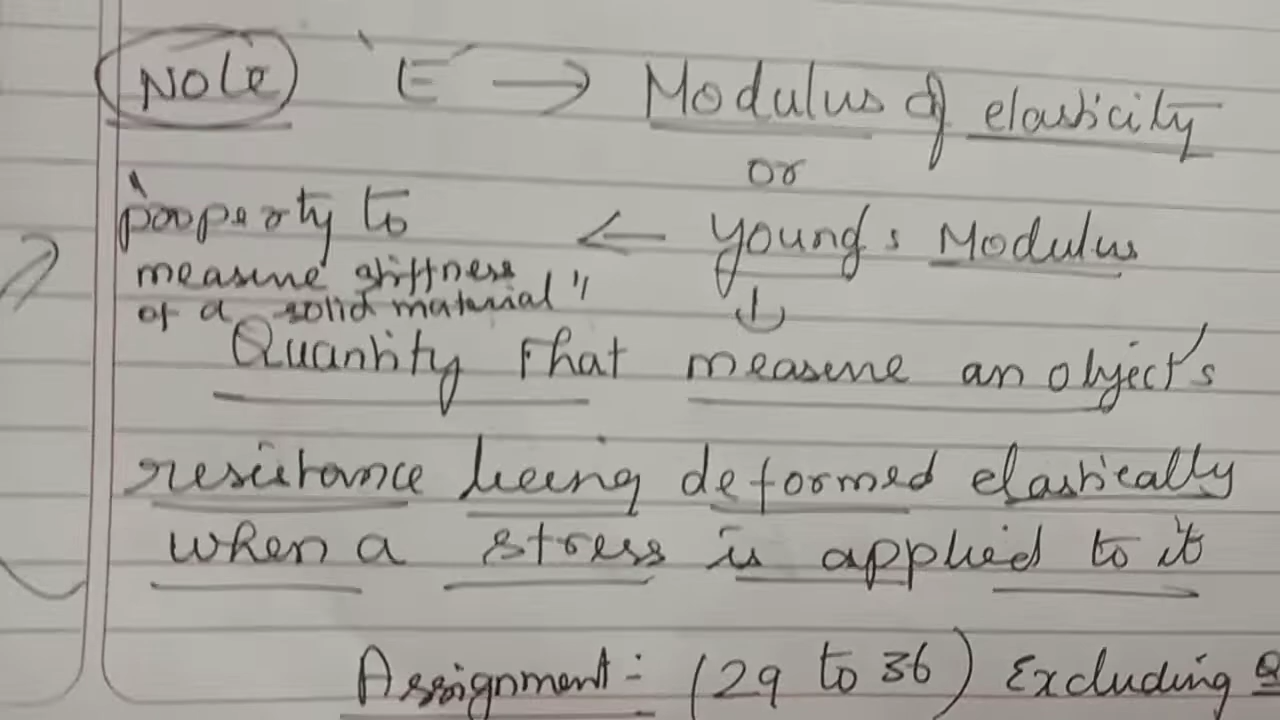 Note 'E' → Modulus of elasticity
or
Young's Modulus
"property to ←
measure stiffness
of a solid material"
↓
Quantity that measure an object's
resistance being deformed elastically
when a stress is applied to it
Assignment:- (29 to 36) Excluding Q